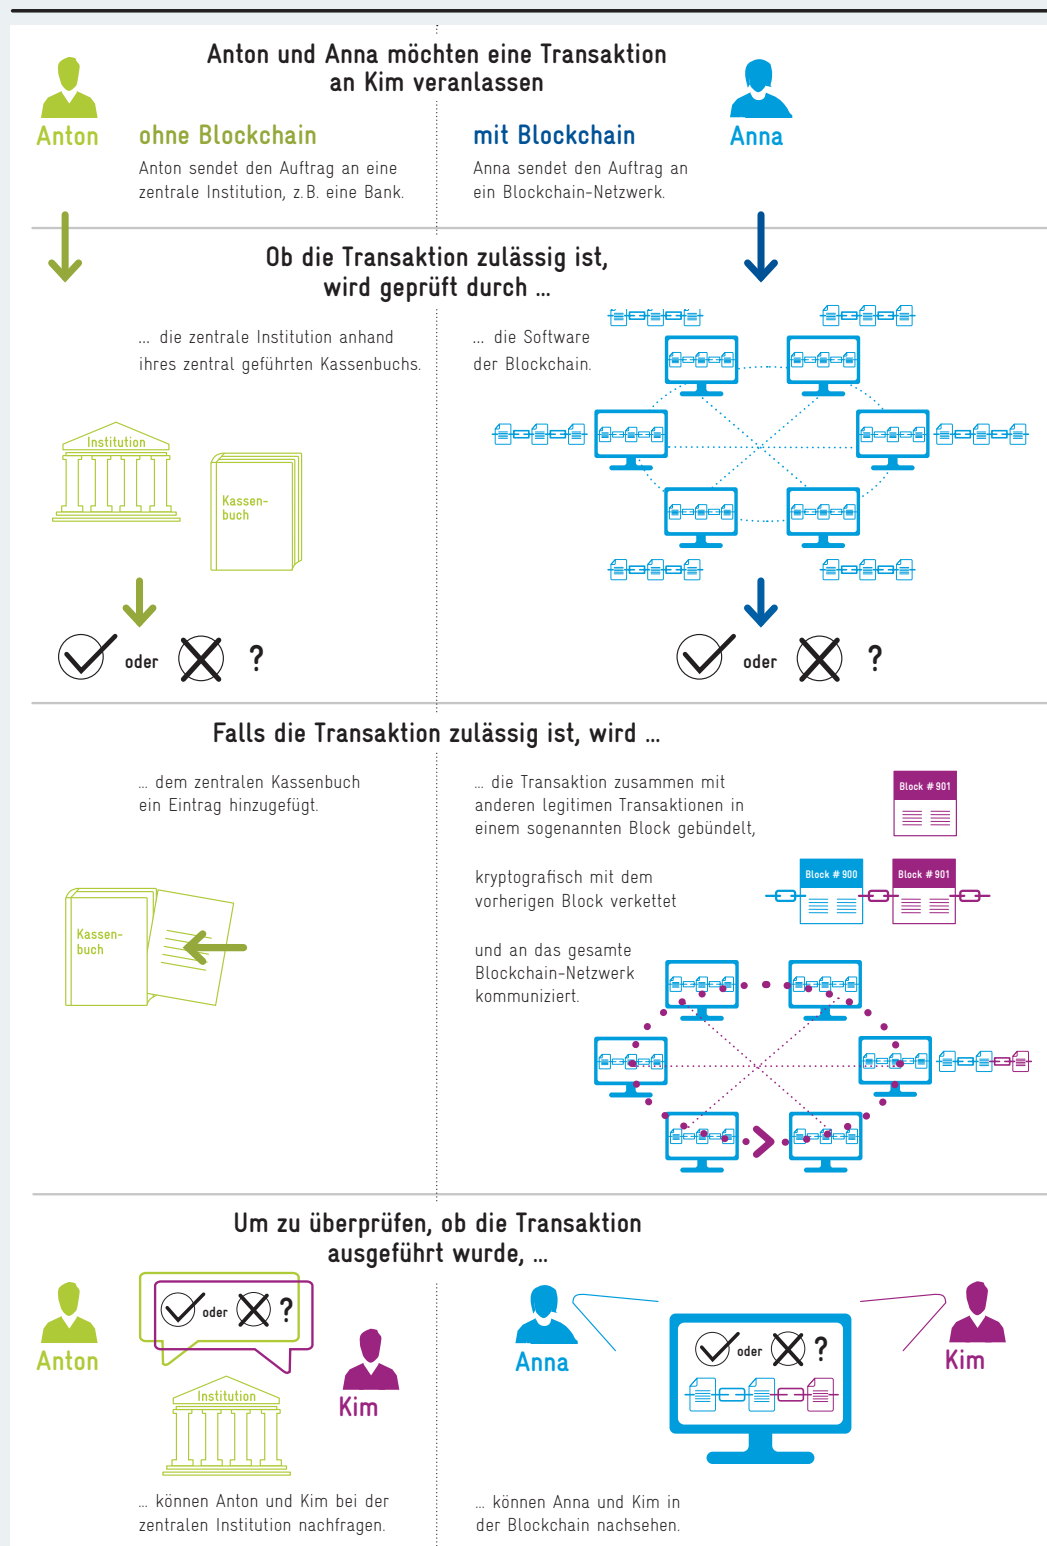 Anton und Anna möchten eine Transaktion
an Kim veranlassen
Anton
ohne Blockchain
Anton sendet den Auftrag an eine
zentrale Institution, z.B. eine Bank.
mit Blockchain
Anna sendet den Auftrag an
ein Blockchain-Netzwerk.
Anna
Ob die Transaktion zulässig ist,
wird geprüft durch ...
... die zentrale Institution anhand
ihres zentral geführten Kassenbuchs.
... die Software
der Blockchain.
Institution
Kassen-
buch
oder ?
oder ?
Falls die Transaktion zulässig ist, wird ...
... dem zentralen Kassenbuch
ein Eintrag hinzugefügt.
Kassen-
buch
... die Transaktion zusammen mit
anderen legitimen Transaktionen in
einem sogenannten Block gebündelt,
Block # 901
kryptografisch mit dem
vorherigen Block verkettet
Block # 900
Block # 901
und an das gesamte
Blockchain-Netzwerk
kommuniziert.
Um zu überprüfen, ob die Transaktion
ausgeführt wurde, ...
oder ?
Anton
Kim
Institution
... können Anton und Kim bei der
zentralen Institution nachfragen.
Anna
oder ?
Kim
... können Anna und Kim in
der Blockchain nachsehen.